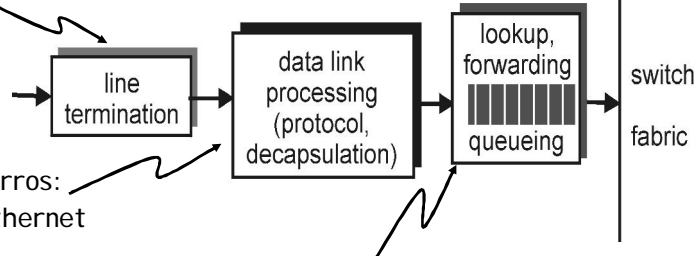 line
termination
data link
processing
(protocol,
decapsulation)
lookup,
forwarding
queueing
switch
fabric
rros:
hernet